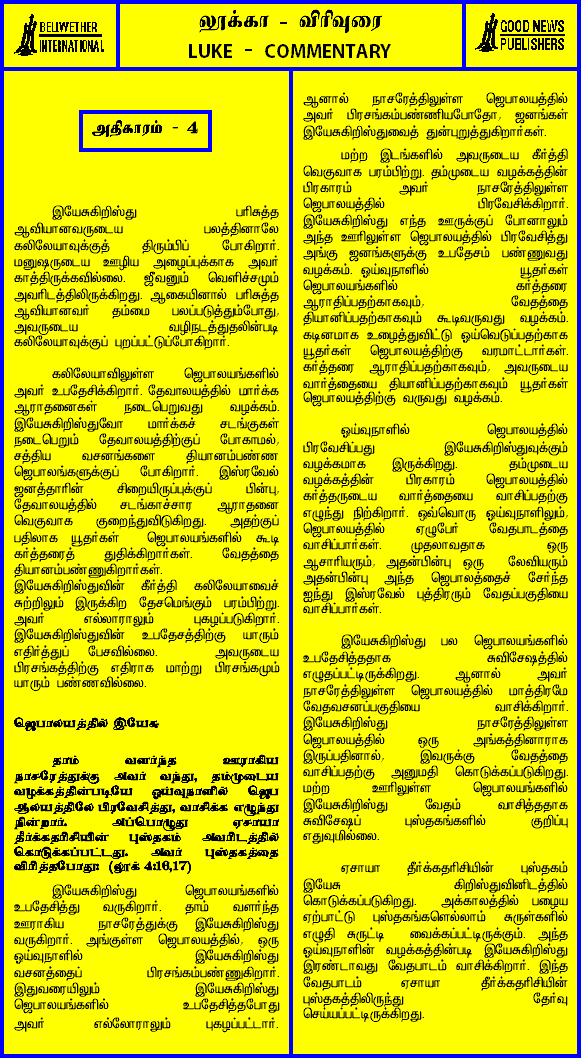 BELLWETHER
INTERNATIONAL
லூக்கா - விரிவுரை
LUKE - COMMENTARY
GOOD NEWS
PUBLISHERS
அதிகாரம் - 4
இயேசுகிறிஸ்து பரிசுத்த
ஆவியானவருடைய பலத்தினாலே
கலிலேயாவுக்குத் திரும்பிப் போகிறார்.
மனுஷருடைய ஊழிய அழைப்புக்காக அவர்
காத்திருக்கவில்லை. ஜீவனும் வெளிச்சமும்
அவரிடத்திலிருக்கிறது. ஆகையினால் பரிசுத்த
ஆவியானவர் தம்மை பலப்படுத்தும்போது,
அவருடைய வழிநடத்துதலின்படி
கலிலேயாவுக்குப் புறப்பட்டுப்போகிறார்.
கலிலேயாவிலுள்ள ஜெபாலயங்களில்
அவர் உபதேசிக்கிறார். தேவாலயத்தில் மார்க்க
ஆராதனைகள் நடைபெறுவது வழக்கம்.
இயேசுகிறிஸ்துவோ மார்க்கச் சடங்குகள்
நடைபெறும் தேவாலயத்திற்குப் போகாமல்,
சத்திய வசனங்களை தியானம்பண்ண
ஜெபாலங்களுக்குப் போகிறார். இஸ்ரவேல்
ஜனத்தாரின் சிறையிருப்புக்குப் பின்பு,
தேவாலயத்தில் சடங்காச்சார ஆராதனை
வெகுவாக குறைந்துவிடுகிறது. அதற்குப்
பதிலாக யூதர்கள் ஜெபாலயங்களில் கூடி
கர்த்தரைத் துதிக்கிறார்கள். வேதத்தை
தியானம்பண்ணுகிறார்கள்.
இயேசுகிறிஸ்துவின் கீர்த்தி கலிலேயாவைச்
சுற்றிலும் இருக்கிற தேசமெங்கும் பரம்பிற்று.
அவர் எல்லாராலும் புகழப்படுகிறார்.
இயேசுகிறிஸ்துவின் உபதேசத்திற்கு யாரும்
எதிர்த்துப் பேசவில்லை. அவருடைய
பிரசங்கத்திற்கு எதிராக மாற்று பிரசங்கமும்
யாரும் பண்ணவில்லை.
ஜெபாலயத்தில் இயேசு
தாம் வளர்ந்த ஊராகிய
நாசரேத்துக்கு அவர் வந்து, தம்முடைய
வழக்கத்தின்படியே ஓய்வுநாளில் ஜெப
ஆலயத்திலே பிரவேசித்து, வாசிக்க எழுந்து
நின்றார். அப்பொழுது ஏசாயா
தீர்க்கதரிசியின் புஸ்தகம் அவரிடத்தில்
கொடுக்கப்பட்டது. அவர் புஸ்தகத்தை
விரித்தபோது: (லூக் 4:16,17)
இயேசுகிறிஸ்து ஜெபாலயங்களில்
உபதேசித்து வருகிறார். தாம் வளர்ந்த
ஊராகிய நாசரேத்துக்கு இயேசுகிறிஸ்து
வருகிறார். அங்குள்ள ஜெபாலயத்தில், ஒரு
ஓய்வுநாளில் இயேசுகிறிஸ்து
வசனத்தைப் பிரசங்கம்பண்ணுகிறார்.
இதுவரையிலும் இயேசுகிறிஸ்து
ஜெபாலயங்களில் உபதேசித்தபோது
அவர் எல்லோராலும் புகழப்பட்டார்.
ஆனால் நாசரேத்திலுள்ள ஜெபாலயத்தில்
அவர் பிரசங்கம்பண்ணியபோதோ, ஜனங்கள்
இயேசுகிறிஸ்துவைத் துன்புறுத்துகிறார்கள்.
மற்ற இடங்களில் அவருடைய கீர்த்தி
வெகுவாக பரம்பிற்று. தம்முடைய வழக்கத்தின்
பிரகாரம் அவர் நாசரேத்திலுள்ள
ஜெபாலயத்தில் பிரவேசிக்கிறார்.
இயேசுகிறிஸ்து எந்த ஊருக்குப் போனாலும்
அந்த ஊரிலுள்ள ஜெபாலயத்தில் பிரவேசித்து
அங்கு ஜனங்களுக்கு உபதேசம் பண்ணுவது
வழக்கம். ஓய்வுநாளில் யூதர்கள்
ஜெபாலயங்களில் கர்த்தரை
ஆராதிப்பதற்காகவும், வேதத்தை
தியானிப்பதற்காகவும் கூடிவருவது வழக்கம்.
கடினமாக உழைத்துவிட்டு ஓய்வெடுப்பதற்காக
யூதர்கள் ஜெபாலயத்திற்கு வரமாட்டார்கள்.
கர்த்தரை ஆராதிப்பதற்காகவும், அவருடைய
வார்த்தையை தியானிப்பதற்காகவும் யூதர்கள்
ஜெபாலயத்திற்கு வருவது வழக்கம்.
ஓய்வுநாளில் ஜெபாலயத்தில்
பிரவேசிப்பது இயேசுகிறிஸ்துவுக்கும்
வழக்கமாக இருக்கிறது. தம்முடைய
வழக்கத்தின் பிரகாரம் ஜெபாலயத்தில்
கர்த்தருடைய வார்த்தையை வாசிப்பதற்கு
எழுந்து நிற்கிறார். ஒவ்வொரு ஓய்வுநாளிலும்,
ஜெபாலயத்தில் ஏழுபேர் வேதபாடத்தை
வாசிப்பார்கள். முதலாவதாக ஒரு
ஆசாரியரும், அதன்பின்பு ஒரு லேவியரும்
அதன்பின்பு அந்த ஜெபாலத்தைச் சேர்ந்த
ஐந்து இஸ்ரவேல் புத்திரரும் வேதப்பகுதியை
வாசிப்பார்கள்.
இயேசுகிறிஸ்து பல ஜெபாலயங்களில்
உபதேசித்ததாக சுவிசேஷத்தில்
எழுதப்பட்டிருக்கிறது. ஆனால் அவர்
நாசரேத்திலுள்ள ஜெபாலயத்தில் மாத்திரமே
வேதவசனப்பகுதியை வாசிக்கிறார்.
இயேசுகிறிஸ்து நாசரேத்திலுள்ள
ஜெபாலயத்தில் ஒரு அங்கத்தினராக
இருப்பதினால், இவருக்கு வேதத்தை
வாசிப்பதற்கு அனுமதி கொடுக்கப்படுகிறது.
மற்ற ஊரிலுள்ள ஜெபாலயங்களில்
இயேசுகிறிஸ்து வேதம் வாசித்ததாக
சுவிசேஷப் புஸ்தகங்களில் குறிப்பு
எதுவுமில்லை.
ஏசாயா தீர்க்கதரிசியின் புஸ்தகம்
இயேசு கிறிஸ்துவினிடத்தில்
கொடுக்கப்படுகிறது. அக்காலத்தில் பழைய
ஏற்பாட்டு புஸ்தகங்களெல்லாம் சுருள்களில்
எழுதி சுருட்டி வைக்கப்பட்டிருக்கும். அந்த
ஓய்வுநாளின் வழக்கத்தின்படி இயேசுகிறிஸ்து
இரண்டாவது வேதபாடம் வாசிக்கிறார். இந்த
வேதபாடம் ஏசாயா தீர்க்கதரிசியின்
புஸ்தகத்திலிருந்து தேர்வு
செய்யப்பட்டிருக்கிறது.